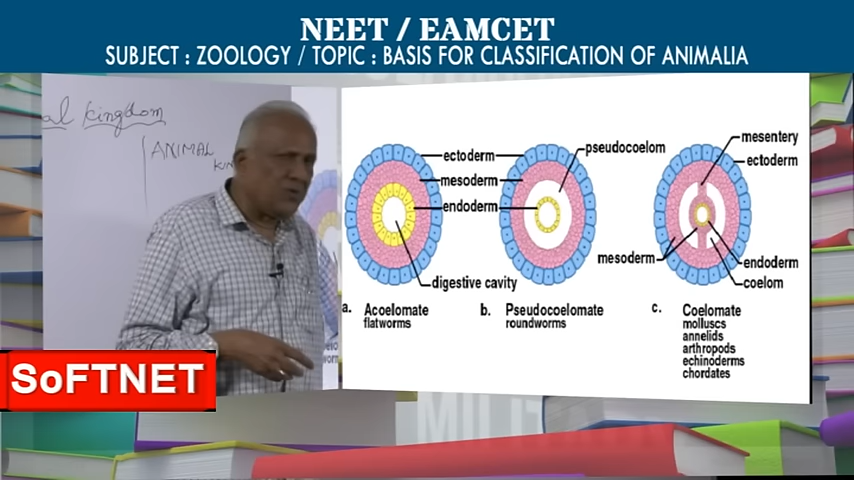 NEET / EAMCET
SUBJECT : ZOOLOGY / TOPIC : BASIS FOR CLASSIFICATION OF ANIMALIA
al kingdom
ANIMAL
KIN
ectoderm
mesoderm
endoderm
digestive cavity
pseudocoelom
mesentery
ectoderm
mesoderm
endoderm
coelom
a. Acoelomate
flatworms
b. Pseudocoelomate
roundworms
c. Coelomate
molluscs
annelids
arthropods
echinoderms
chordates
SoFTNET